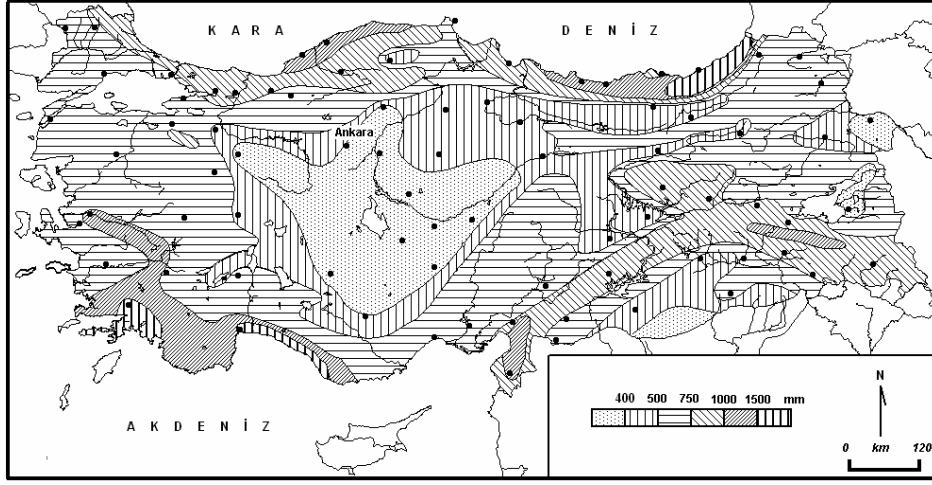 K A R A D E N İ Z
Ankara
A K D E N İ Z
400 500 750 1000 1500 mm
N
0 km 120